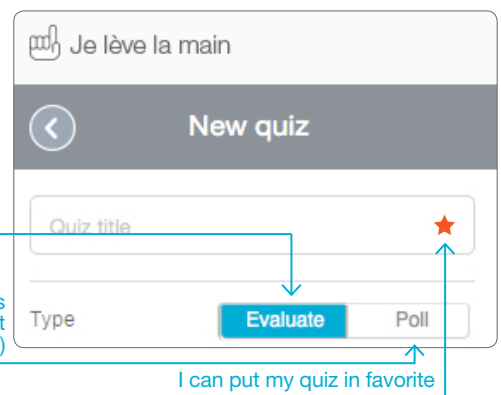 Je lève la main
New quiz
Quiz title
s
t
)
Type
Evaluate
Poll
I can put my quiz in favorite